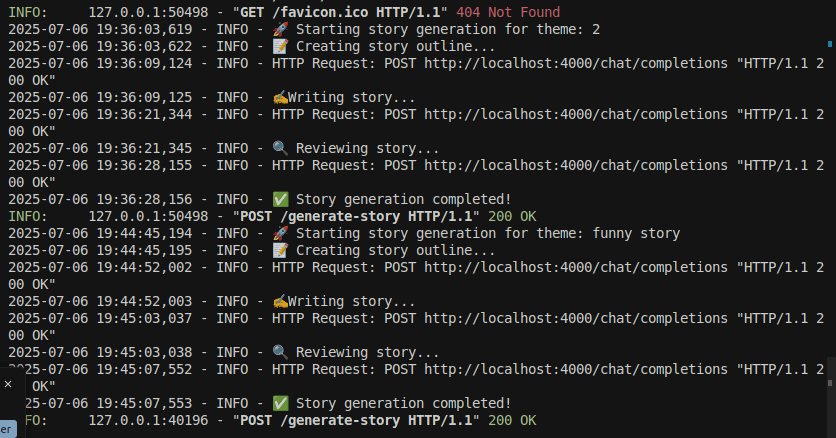 INFO:     127.0.0.1:50498 - "GET /favicon.ico HTTP/1.1" 404 Not Found
2025-07-06 19:36:03,619 - INFO - 🚀 Starting story generation for theme: 2
2025-07-06 19:36:03,622 - INFO - 📝 Creating story outline...
2025-07-06 19:36:09,124 - INFO - HTTP Request: POST http://localhost:4000/chat/completions "HTTP/1.1 2
00 OK"
2025-07-06 19:36:09,125 - INFO - ✍️Writing story...
2025-07-06 19:36:21,344 - INFO - HTTP Request: POST http://localhost:4000/chat/completions "HTTP/1.1 2
00 OK"
2025-07-06 19:36:21,345 - INFO - 🔍 Reviewing story...
2025-07-06 19:36:28,155 - INFO - HTTP Request: POST http://localhost:4000/chat/completions "HTTP/1.1 2
00 OK"
2025-07-06 19:36:28,156 - INFO - ✅ Story generation completed!
INFO:     127.0.0.1:50498 - "POST /generate-story HTTP/1.1" 200 OK
2025-07-06 19:44:45,194 - INFO - 🚀 Starting story generation for theme: funny story
2025-07-06 19:44:45,195 - INFO - 📝 Creating story outline...
2025-07-06 19:44:52,002 - INFO - HTTP Request: POST http://localhost:4000/chat/completions "HTTP/1.1 2
00 OK"
2025-07-06 19:44:52,003 - INFO - ✍️Writing story...
2025-07-06 19:45:03,037 - INFO - HTTP Request: POST http://localhost:4000/chat/completions "HTTP/1.1 2
00 OK"
2025-07-06 19:45:03,038 - INFO - 🔍 Reviewing story...
2025-07-06 19:45:07,552 - INFO - HTTP Request: POST http://localhost:4000/chat/completions "HTTP/1.1 2
OK"
25-07-06 19:45:07,553 - INFO - ✅ Story generation completed!
FO:     127.0.0.1:40196 - "POST /generate-story HTTP/1.1" 200 OK
er